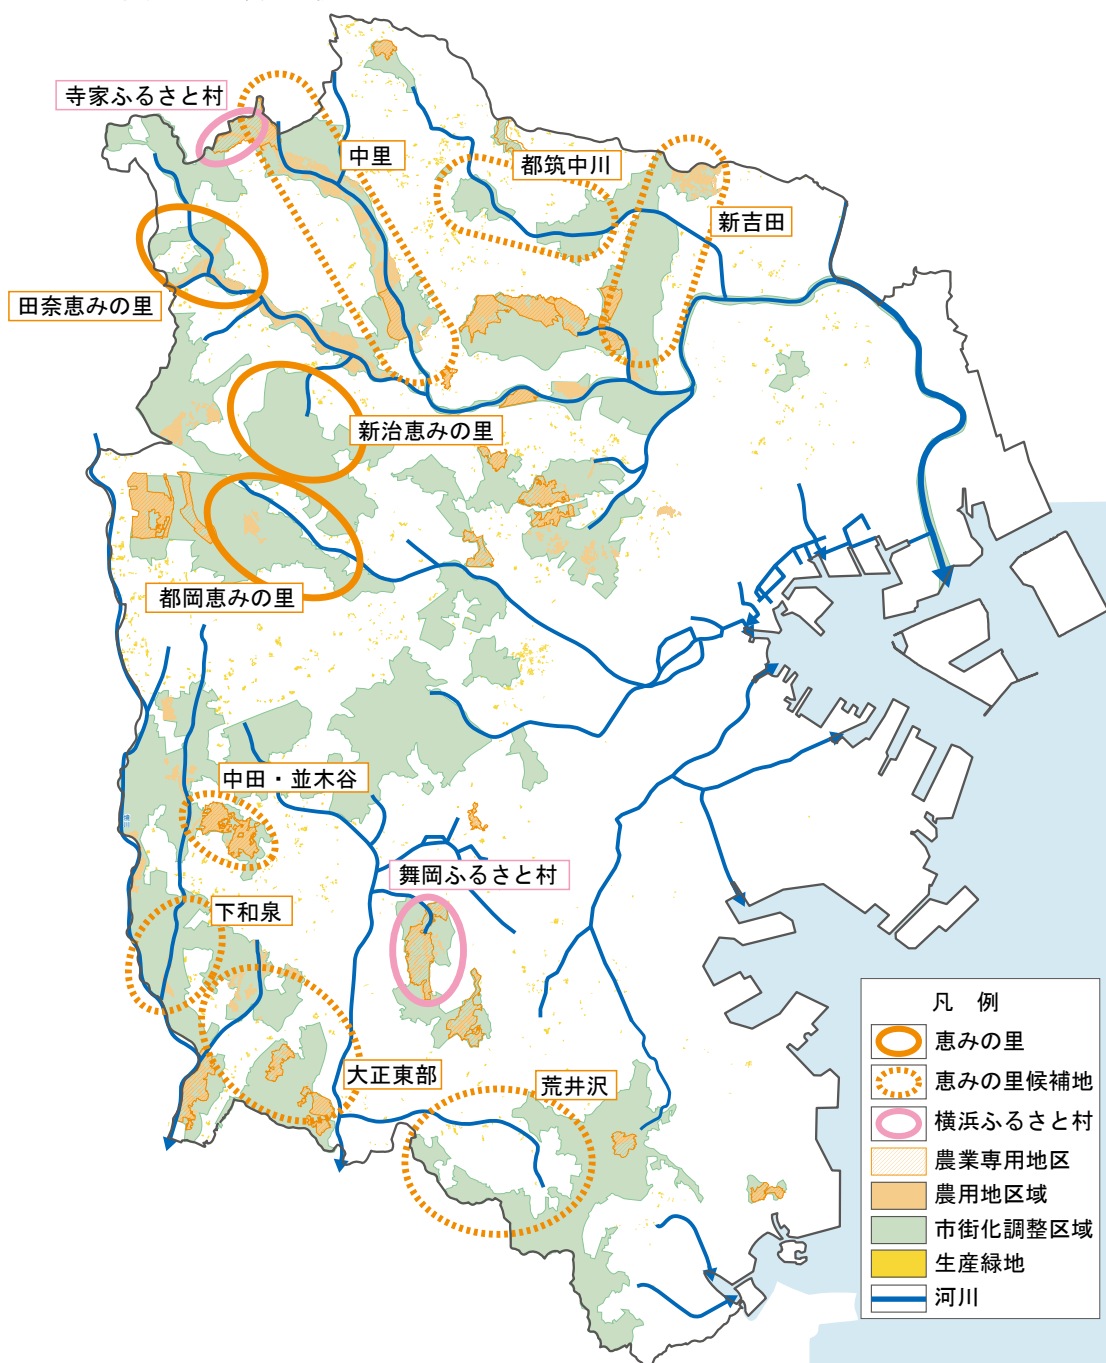 寺家ふるさと村
中里
都筑中川
新吉田
田奈恵みの里
新治恵みの里
都岡恵みの里
中田・並木谷
境川
舞岡ふるさと村
下和泉
大正東部
荒井沢
凡　例
恵みの里
恵みの里候補地
横浜ふるさと村
農業専用地区
農用地区域
市街化調整区域
生産緑地
河川